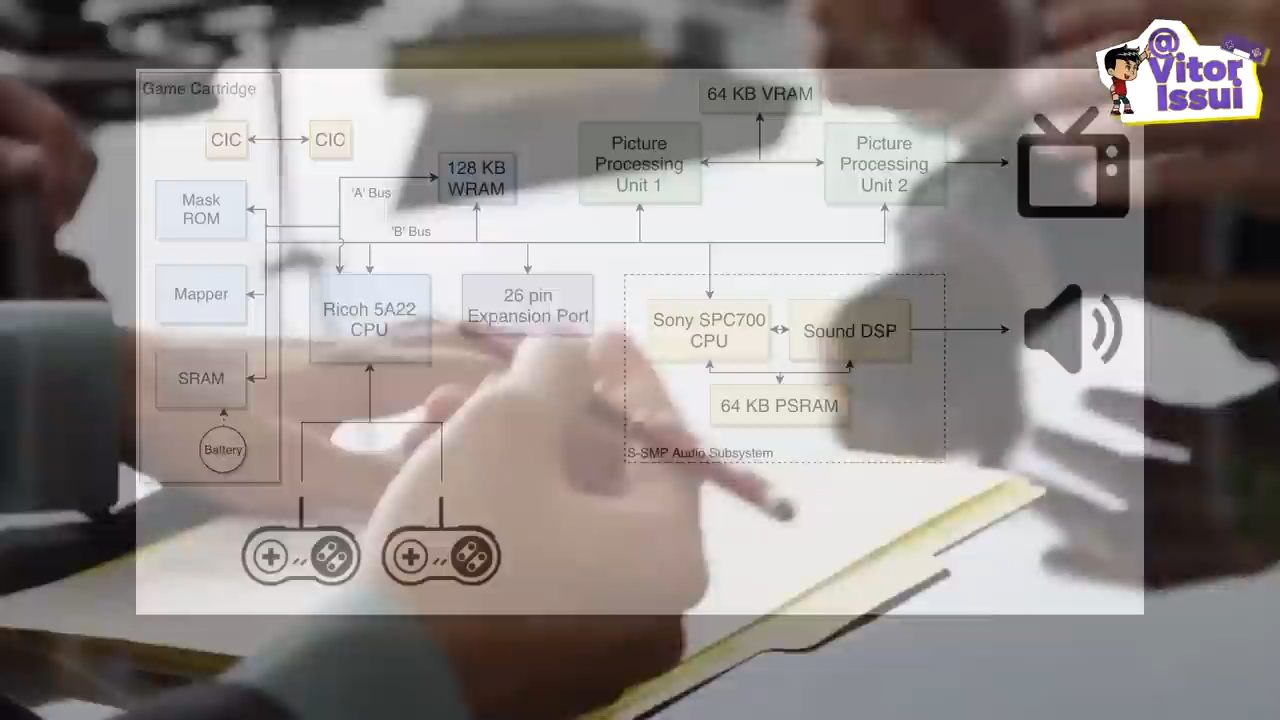 @
Vitor
Issui
Game Cartridge
CIC
CIC
Mask
ROM
Mapper
SRAM
Battery
'A' Bus
'B' Bus
128 KB
WRAM
64 KB VRAM
Picture
Processing
Unit 1
Picture
Processing
Unit 2
Ricoh 5A22
CPU
26 pin
Expansion Port
Sony SPC700
CPU
Sound DSP
64 KB PSRAM
S-SMP Audio Subsystem